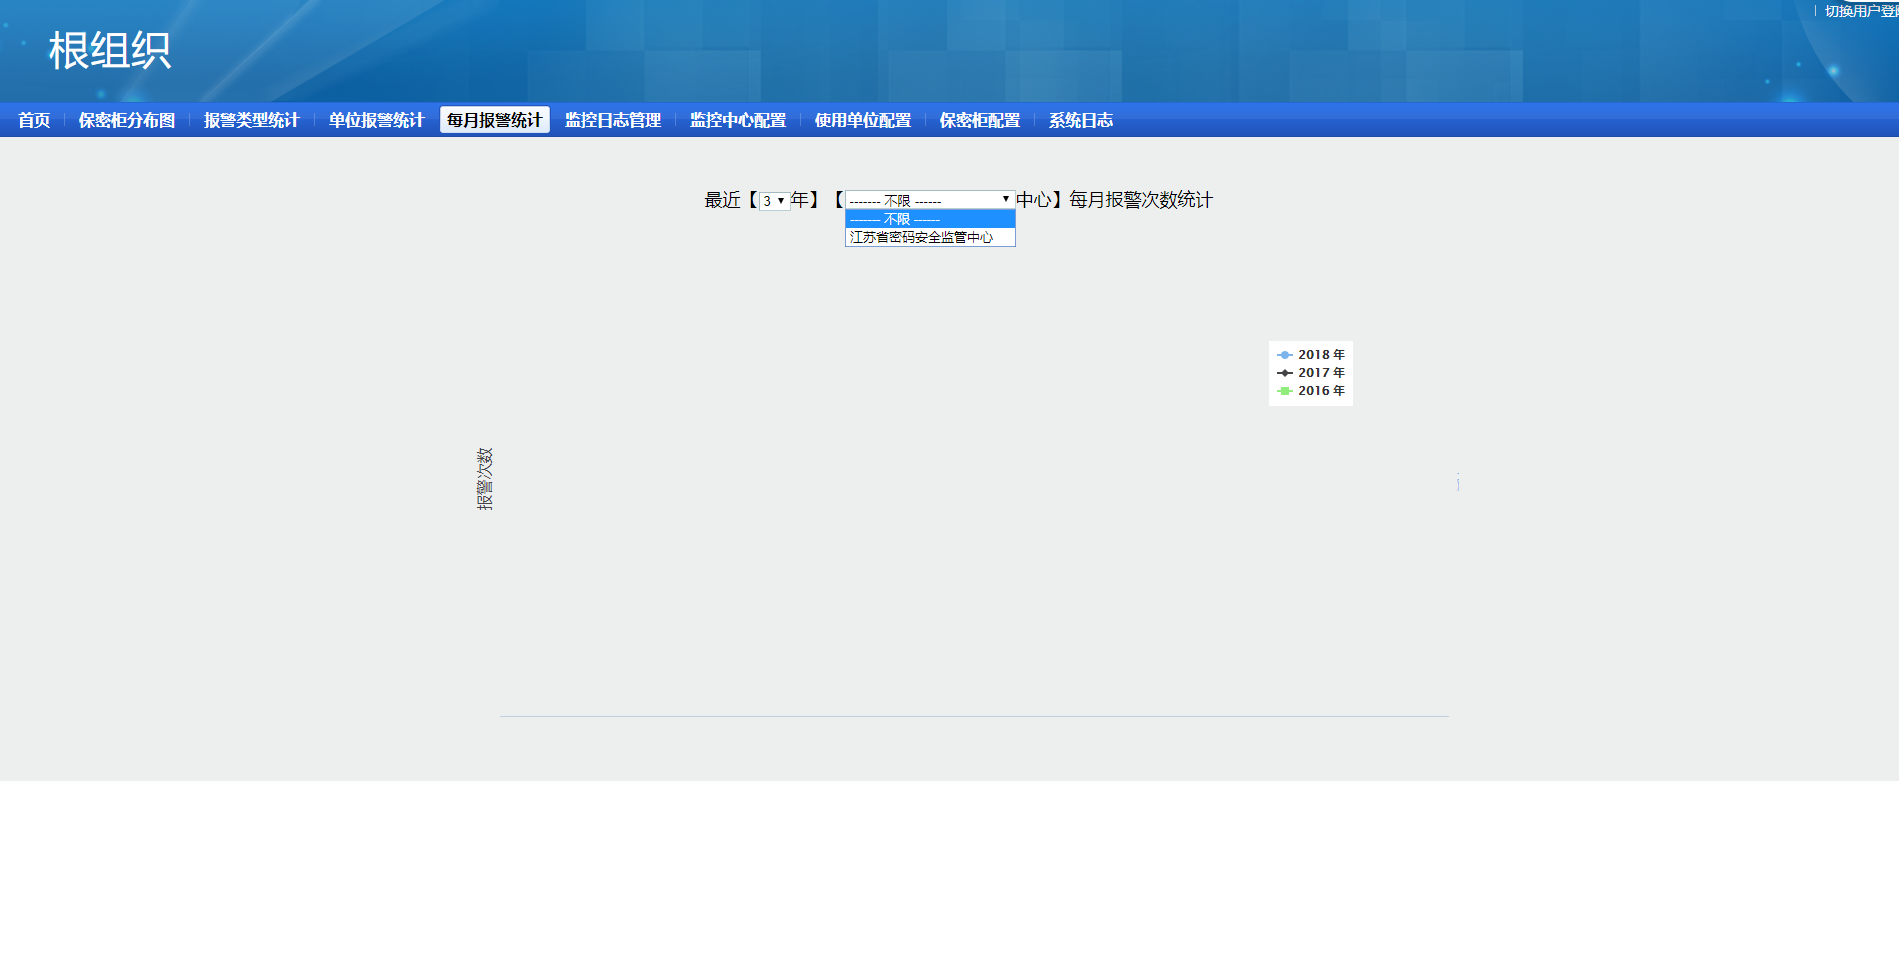 切换用户登
根组织
首页 保密柜分布图 报警类型统计 单位报警统计 每月报警统计 监控日志管理 监控中心配置 使用单位配置 保密柜配置 系统日志
最近【3年】【------- 不限 ------中心】每月报警次数统计
------- 不限 ------
江苏省密码安全监管中心
2018 年
2017 年
2016 年
报警次数